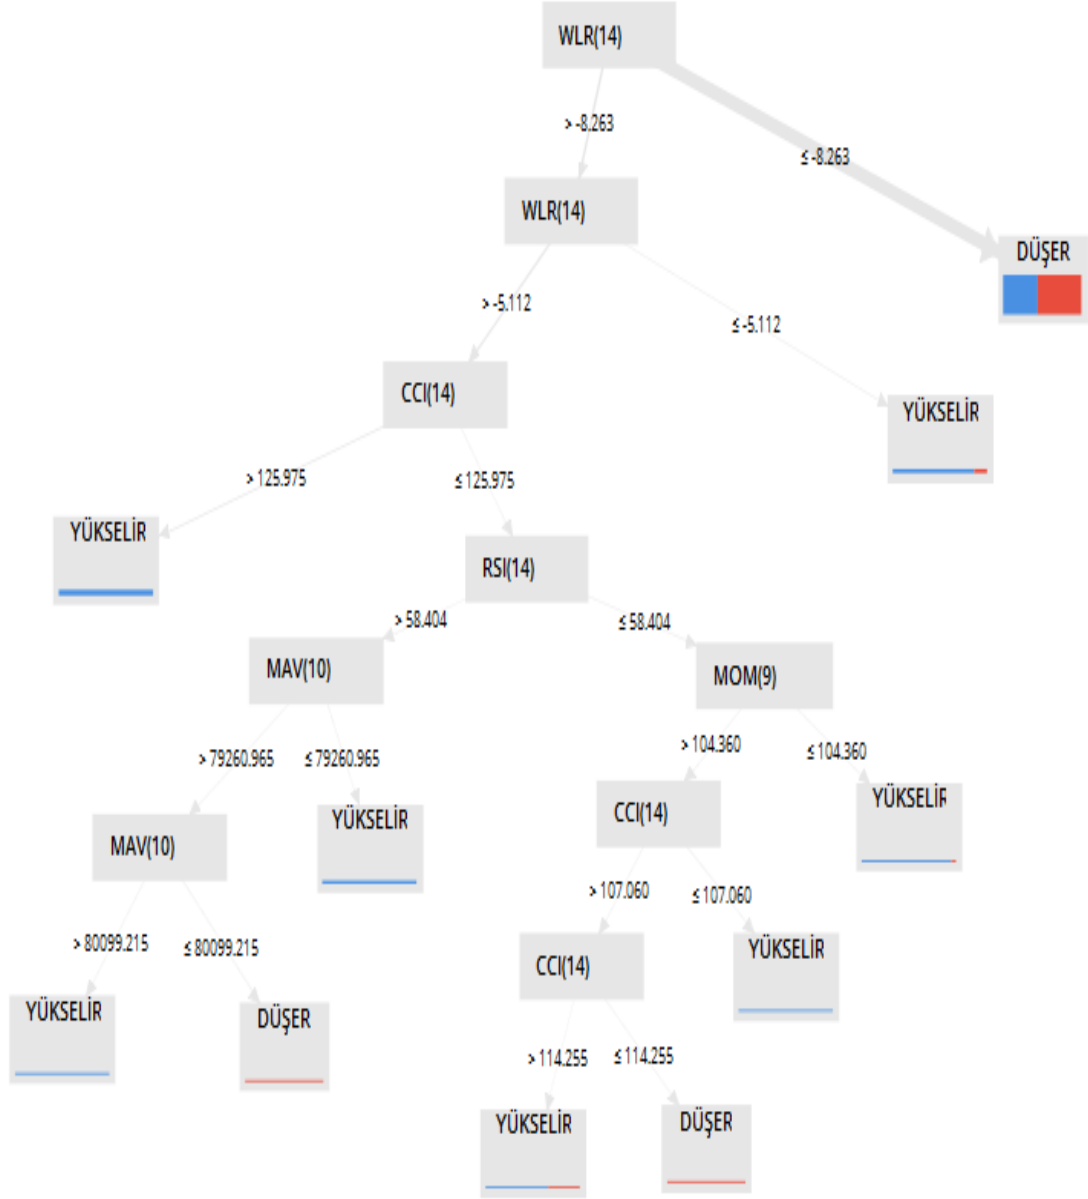 WLR(14)
> -8.263
≤ -8.263
WLR(14)
DÜŞER
> -5.112
≤ -5.112
CCI(14)
YÜKSELİR
> 125.975
≤ 125.975
YÜKSELİR
RSI(14)
> 58.404
≤ 58.404
MAV(10)
MOM(9)
> 79260.965
≤ 79260.965
> 104.360
≤ 104.360
MAV(10)
YÜKSELİR
CCI(14)
YÜKSELİR
> 80099.215
≤ 80099.215
> 107.060
≤ 107.060
YÜKSELİR
DÜŞER
CCI(14)
YÜKSELİR
> 114.255
≤ 114.255
YÜKSELİR
DÜŞER